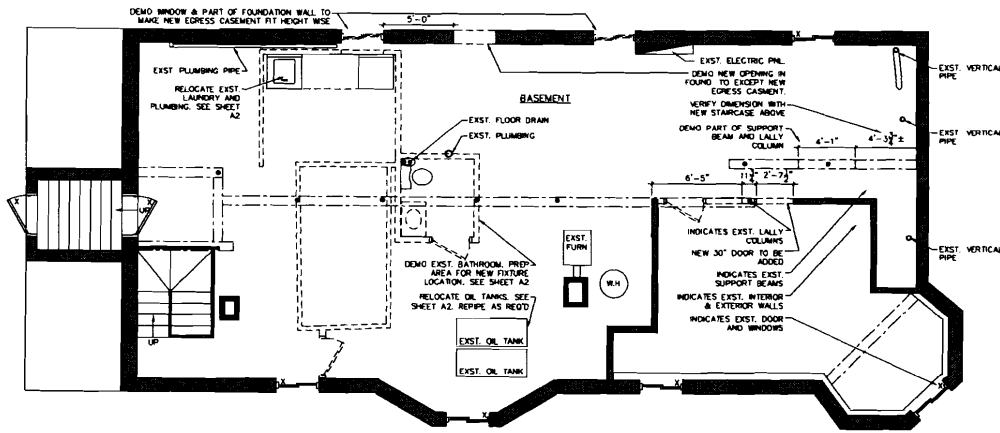 DEMO WINDOW & PART OF FOUNDATION WALL TO
MAKE NEW EGRESS CASEMENT FIT HEIGHT WISE
5'-0"
EXST PLUMBING PIPE
RELOCATE EXST.
LAUNDRY AND
PLUMBING. SEE SHEET
A2
BASEMENT
EXST. FLOOR DRAIN
EXST. PLUMBING
EXST. ELECTRIC PNL.
DEMO NEW OPENING IN
FOUND TO EXCEPT NEW
EGRESS CASMENT.
VERIFY DIMENSION WITH
NEW STAIRCASE ABOVE
DEMO PART OF SUPPORT
BEAM AND LALLY
COLUMN
4'-1"
4'-3¾"±
EXST. VERTICAL
PIPE
EXST. VERTICAL
PIPE
EXST. VERTICAL
PIPE
6'-5"
2'-7½"
UP
UP
DEMO EXST. BATHROOM. PREP
AREA FOR NEW FIXTURE
LOCATION. SEE SHEET A2
RELOCATE OIL TANKS. SEE
SHEET A2. REPIPE AS REQ'D
EXST.
FURN
W.H
EXST. OIL TANK
EXST. OIL TANK
INDICATES EXST. LALLY
COLUMNS
NEW 30" DOOR TO BE
ADDED
INDICATES EXST.
SUPPORT BEAMS
INDICATES EXST. INTERIOR
& EXTERIOR WALLS
INDICATES EXST. DOOR
AND WINDOWS
X
X
X
X
X
X
X